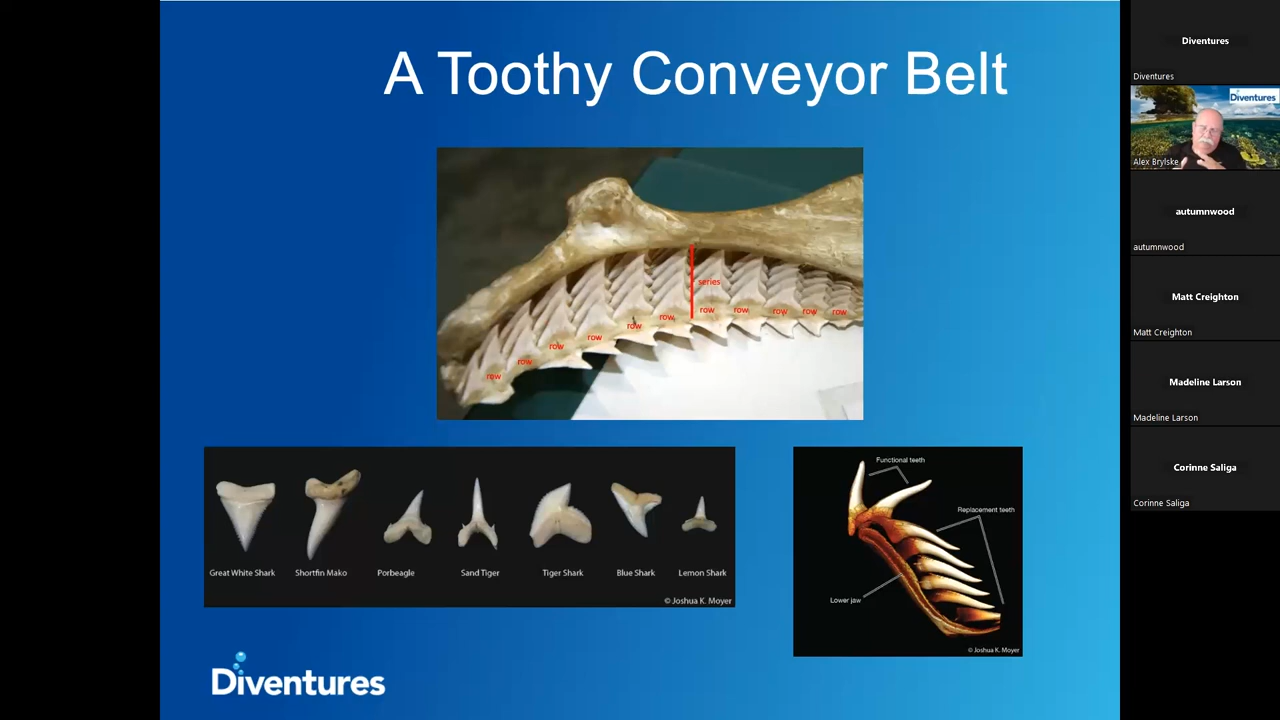 A Toothy Conveyor Belt
series
row
row
row
row
row
row
row
row
row
row
row
Great White Shark
Shortfin Mako
Porbeagle
Sand Tiger
Tiger Shark
Blue Shark
Lemon Shark
© Joshua K. Moyer
Functional teeth
Replacement teeth
Lower jaw
© Joshua K. Moyer
Diventures
Diventures
Diventures
Diventures
Alex Brylske
autumnwood
autumnwood
Matt Creighton
Matt Creighton
Madeline Larson
Madeline Larson
Corinne Saliga
Corinne Saliga